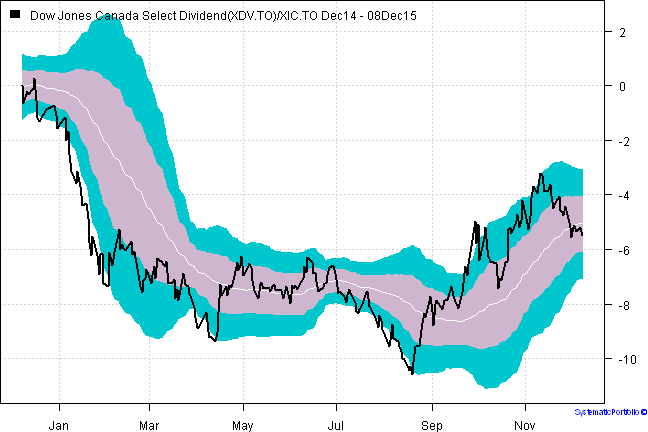 Dow Jones Canada Select Dividend(XDV.TO)/XIC.TO Dec14 - 08Dec15
2
0
-2
-4
-6
-8
-10
Jan Mar May Jul Sep Nov
SystematicPortfolio ©